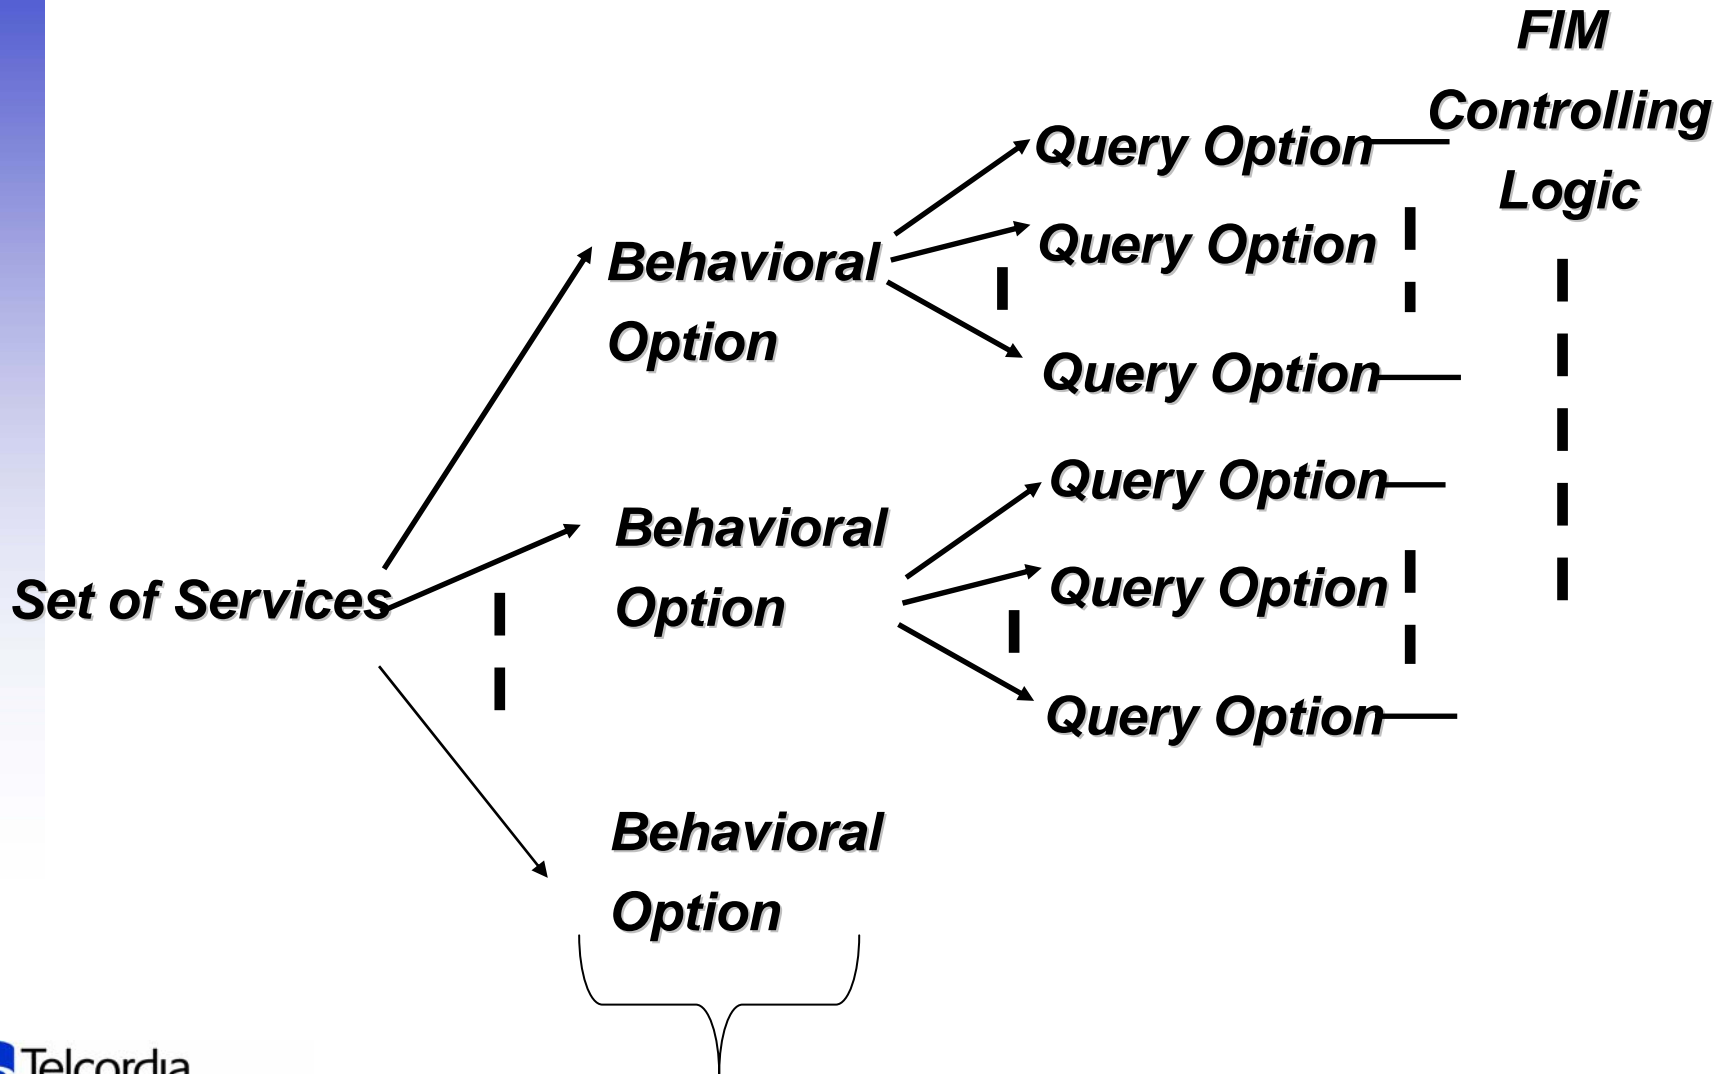 FIM
Controlling
Logic
Query Option
Query Option
Query Option
Behavioral
Option
Query Option
Query Option
Query Option
Behavioral
Option
Set of Services
Behavioral
Option
Telcordia